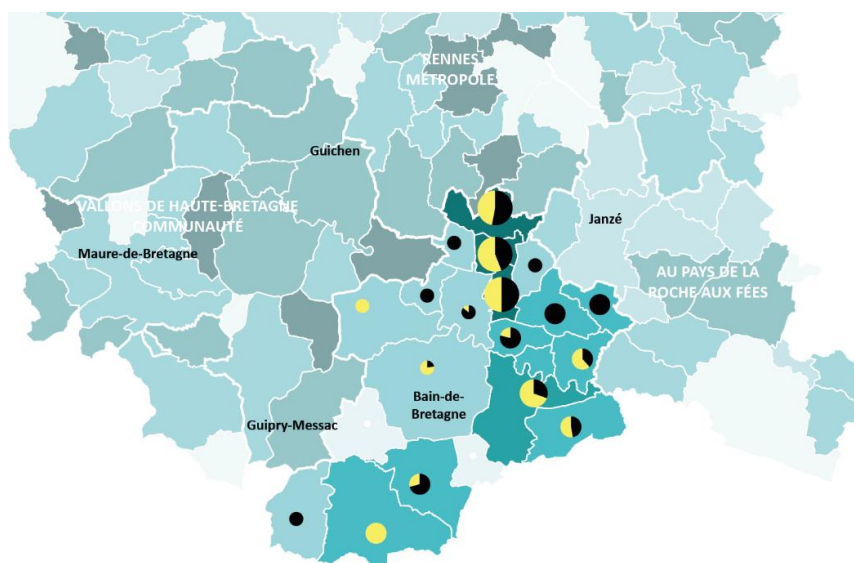 RENNES
MÉTROPOLE
Guichen
VALLONS DE HAUTE-BRETAGNE
COMMUNAUTÉ
Janzé
Maure-de-Bretagne
AU PAYS DE LA
ROCHE AUX FÉES
Bain-de-
Bretagne
Guipry-Messac